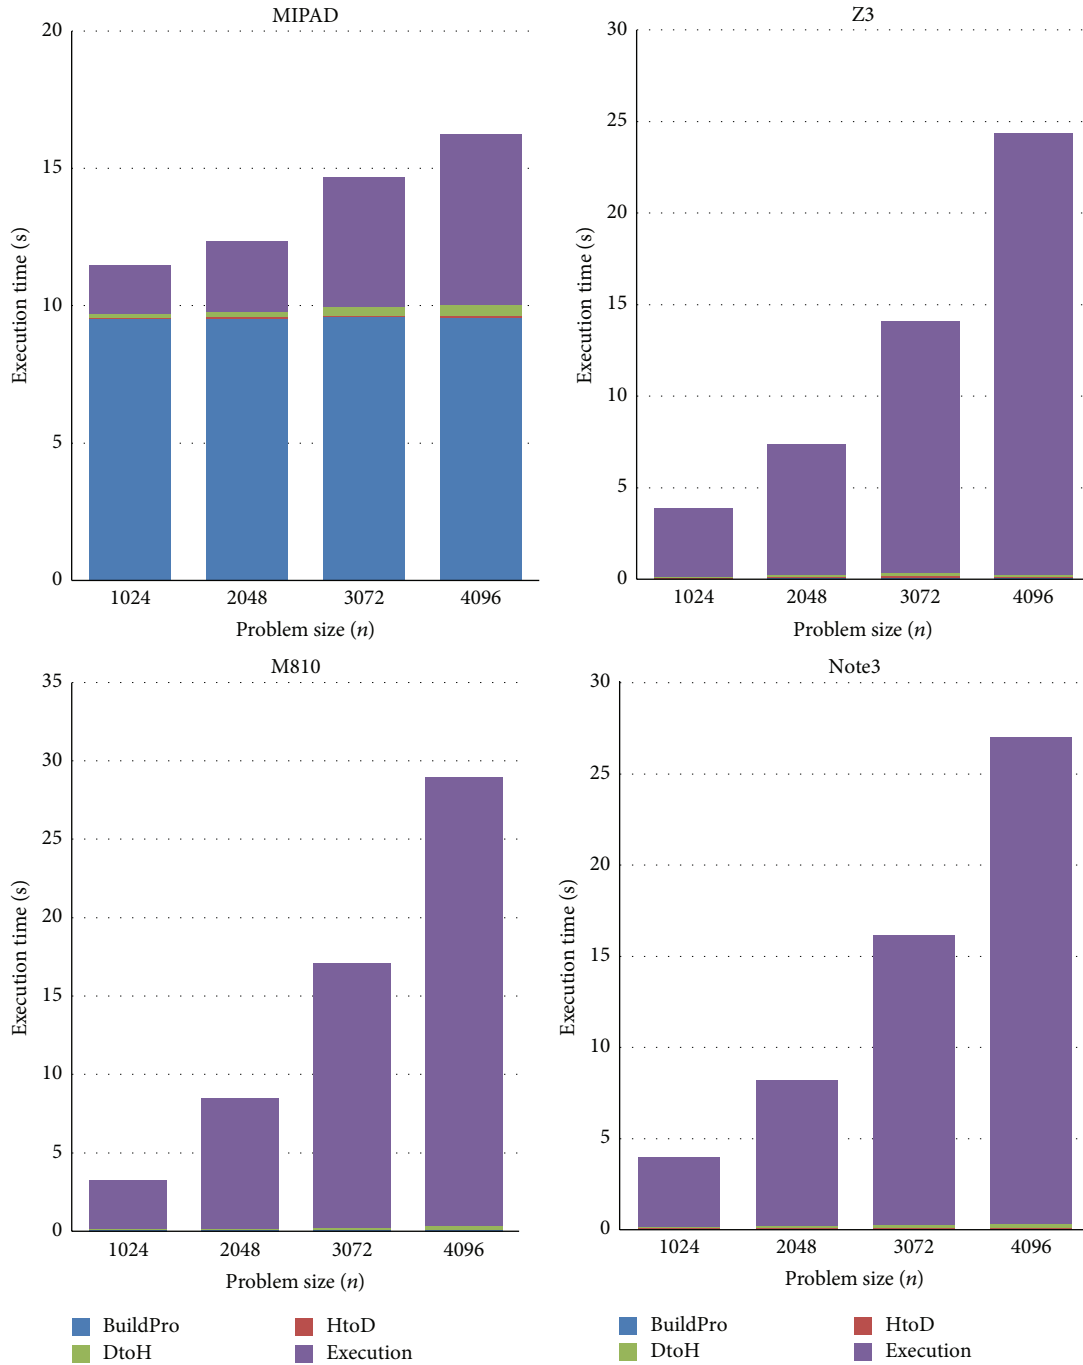 MIPAD
20
15
10
5
0
Execution time (s)
1024 2048 3072 4096
Problem size (n)
Z3
30
25
20
15
10
5
0
Execution time (s)
1024 2048 3072 4096
Problem size (n)
M810
35
30
25
20
15
10
5
0
Execution time (s)
1024 2048 3072 4096
Problem size (n)
BuildPro HtoD
DtoH Execution
Note3
30
25
20
15
10
5
0
Execution time (s)
1024 2048 3072 4096
Problem size (n)
BuildPro HtoD
DtoH Execution